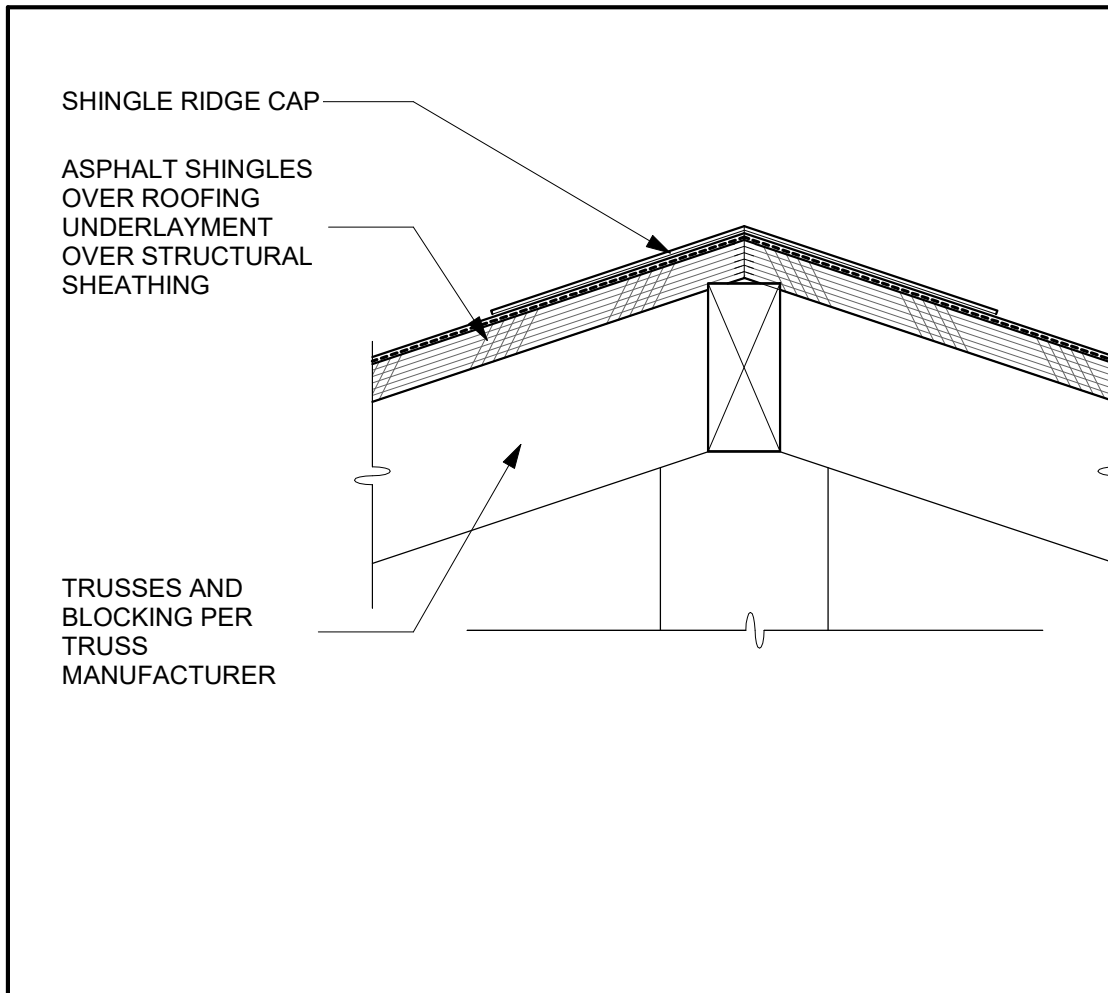 SHINGLE RIDGE CAP
ASPHALT SHINGLES
OVER ROOFING
UNDERLAYMENT
OVER STRUCTURAL
SHEATHING
TRUSSES AND
BLOCKING PER
TRUSS
MANUFACTURER